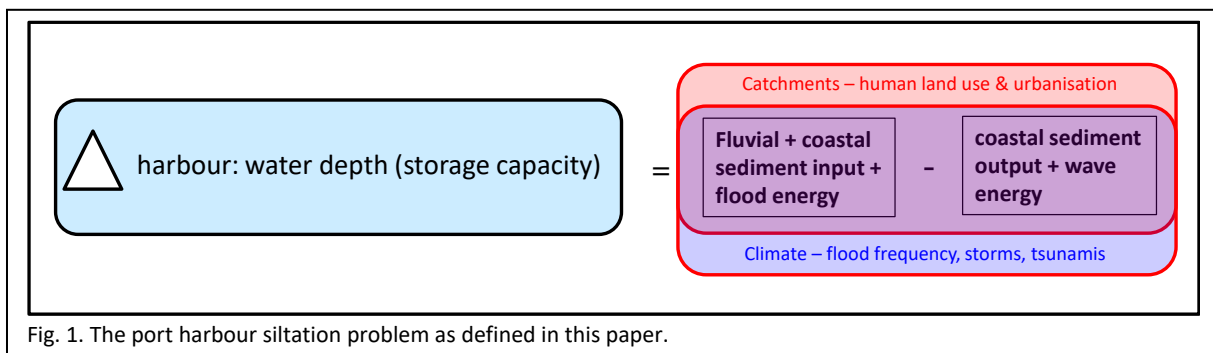 Catchments – human land use & urbanisation
harbour: water depth (storage capacity)
=
Fluvial + coastal
sediment input +
flood energy
-
coastal sediment
output + wave
energy
Climate – flood frequency, storms, tsunamis
Fig. 1. The port harbour siltation problem as defined in this paper.